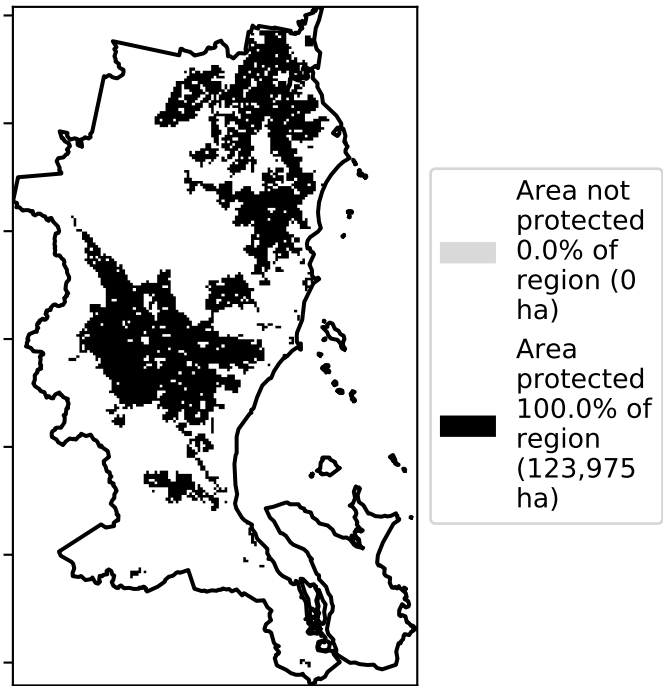 Area not
protected
0.0% of
region (0
ha)
Area
protected
100.0% of
region
(123,975
ha)